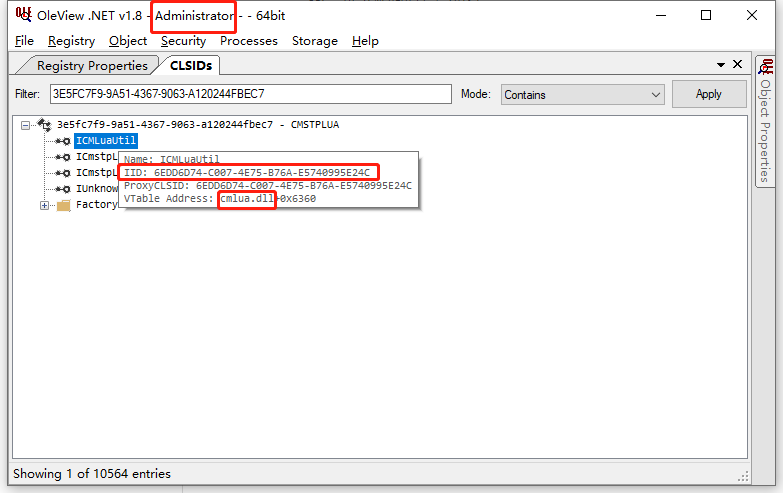 OleView .NET v1.8 - Administrator - - 64bit
File Registry Object Security Processes Storage Help
Registry Properties CLSIDs
Filter: 3E5FC7F9-9A51-4367-9063-A120244FBEC7 Mode: Contains Apply
3e5fc7f9-9a51-4367-9063-a120244fbec7 - CMSTPLUA
ICMLuaUtil
ICmstpL
ICmstpL
IUnknow
Factory
Name: ICMLuaUtil
IID: 6EDD6D74-C007-4E75-B76A-E5740995E24C
ProxyCLSID: 6EDD6D74-C007-4E75-B76A-E5740995E24C
VTable Address: cmlua.dll+0x6360
Object Properties
Showing 1 of 10564 entries